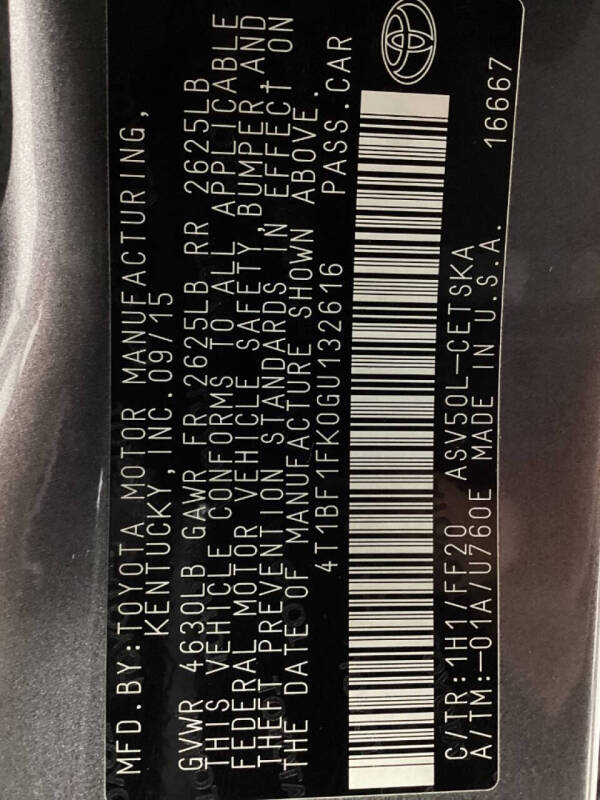 MFD.BY:TOYOTA MOTOR MANUFACTURING,
KENTUCKY,INC.09/15
GVWR 4630LB GAWR FR 2625LB RR 2625LB
THIS VEHICLE CONFORMS TO ALL APPLICABLE
FEDERAL MOTOR VEHICLE SAFETY, BUMPER,AND
THEFT PREVENTION STANDARDS IN EFFECT ON
THE DATE OF MANUFACTURE SHOWN ABOVE.
4T1BF1FK0GU132616 PASS.CAR
C/TR:1H1/FF20 ASV50L-CETSKA
A/TM:-01A/U760E MADE IN U.S.A. 16667